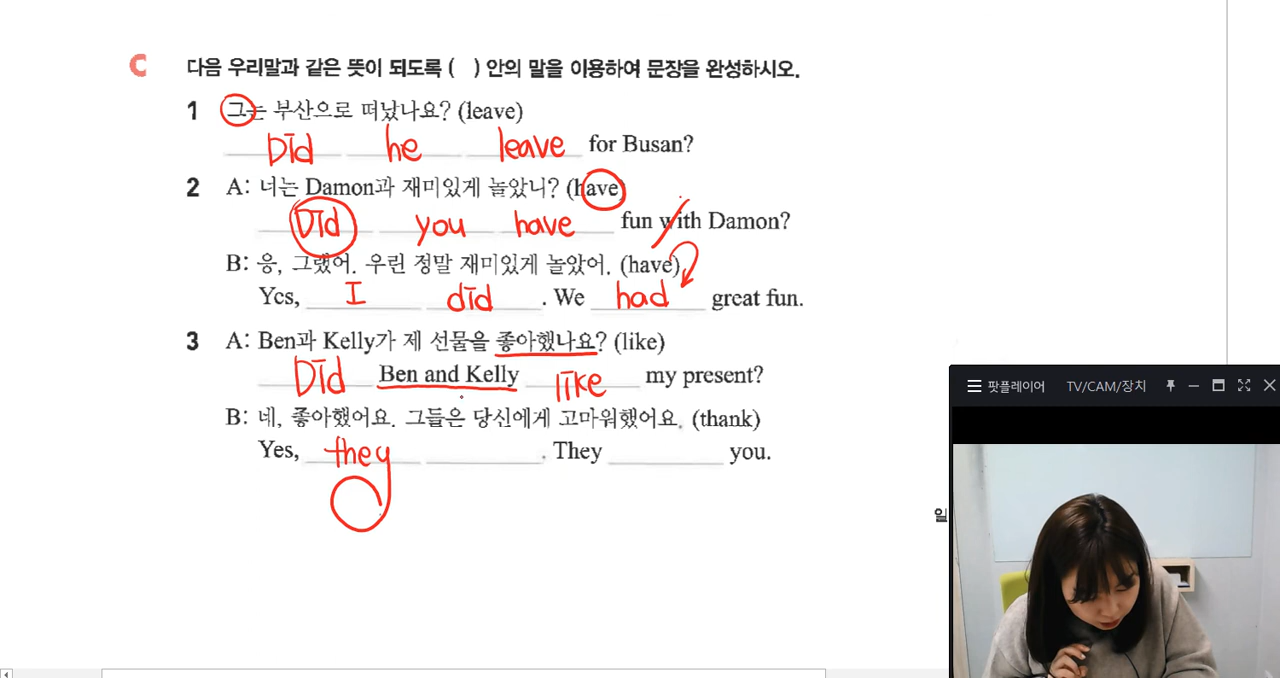 C 다음 우리말과 같은 뜻이 되도록 ( ) 안의 말을 이용하여 문장을 완성하시오.
1 그는 부산으로 떠났나요? (leave)
Did he leave for Busan?
2 A: 너는 Damon과 재미있게 놀았니? (have)
Did you have fun with Damon?
B: 응, 그랬어. 우린 정말 재미있게 놀았어. (have)
Yes, I did . We had great fun.
3 A: Ben과 Kelly가 제 선물을 좋아했나요? (like)
Did Ben and Kelly like my present?
B: 네, 좋아했어요. 그들은 당신에게 고마워했어요. (thank)
Yes, they . They you.
일
팟플레이어 TV/CAM/장치